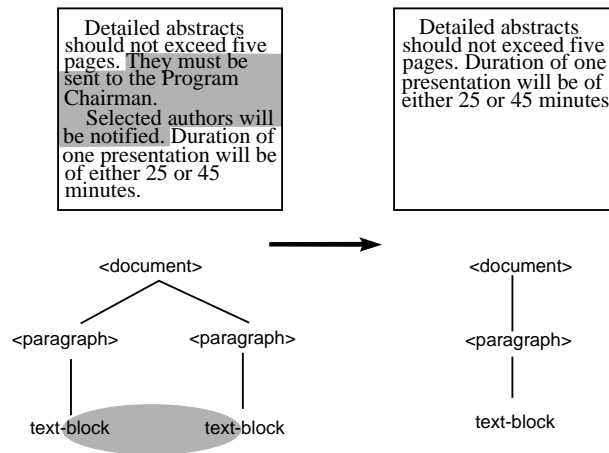 Detailed abstracts
should not exceed five
pages. They must be
sent to the Program
Chairman.
Selected authors will
be notified. Duration of
one presentation will be
of either 25 or 45
minutes.
Detailed abstracts
should not exceed five
pages. Duration of one
presentation will be of
either 25 or 45 minutes
<document>
<paragraph> <paragraph>
text-block text-block
<document>
<paragraph>
text-block